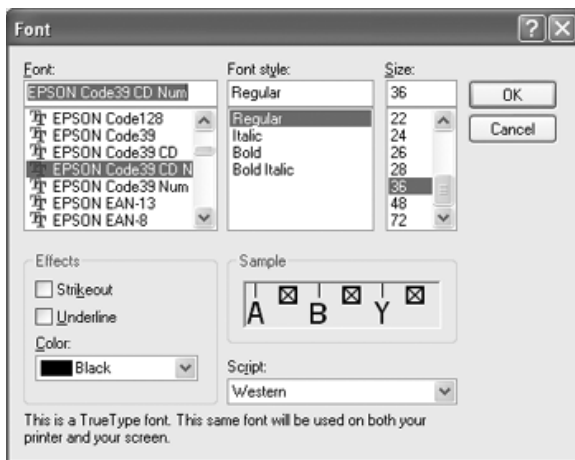 Font
Font:
Font style:
Size:
EPSON Code39 CD Num
Regular
36
OK
Cancel
EPSON Code128
EPSON Code39
EPSON Code39 CD
EPSON Code39 CD N
EPSON Code39 Num
EPSON EAN-13
EPSON EAN-8
Regular
Italic
Bold
Bold Italic
22
24
26
28
36
48
72
Effects
Strikeout
Underline
Color:
Black
Sample
A B Y
Script:
Western
This is a TrueType font. This same font will be used on both your
printer and your screen.